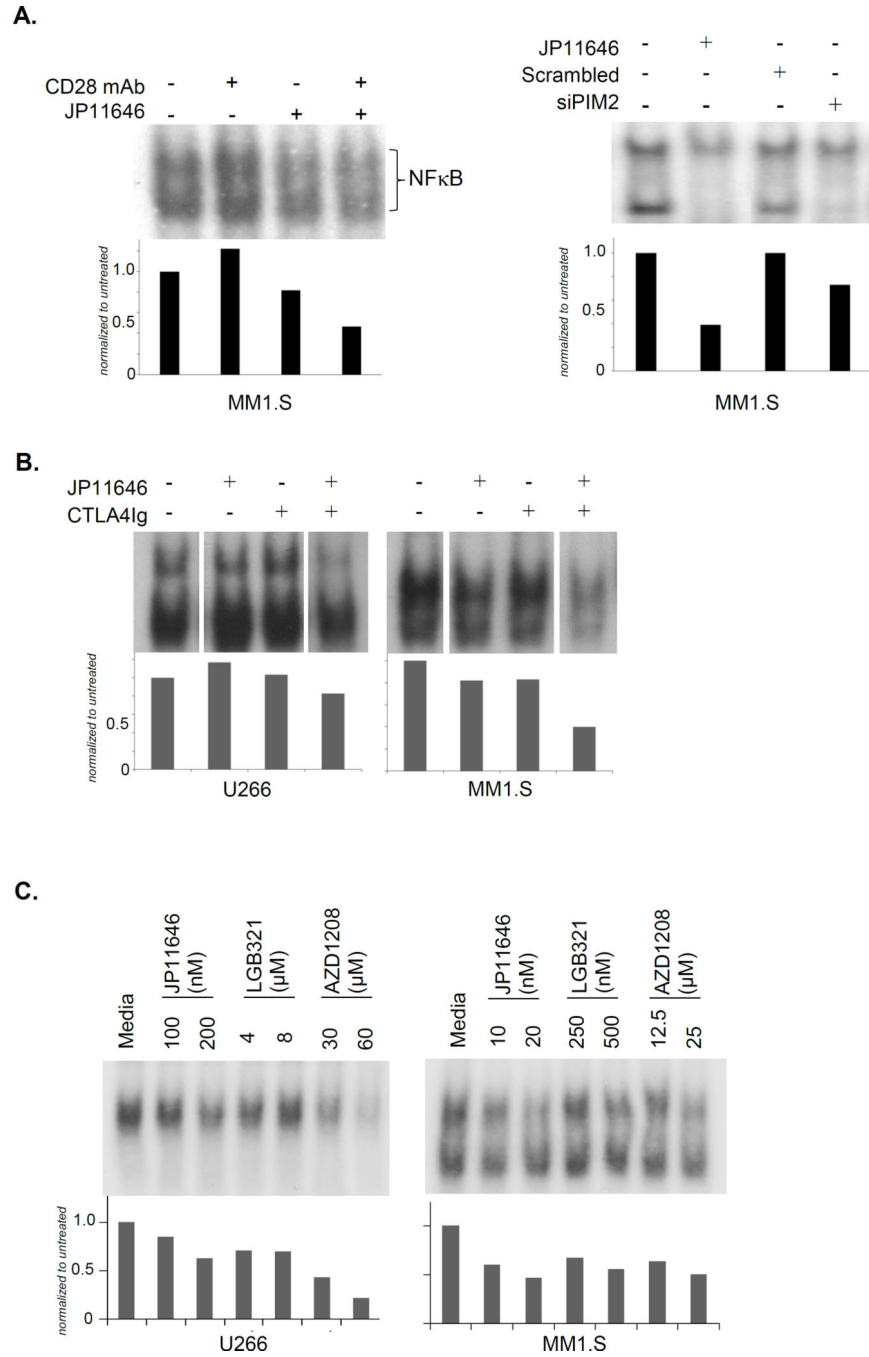 A.
CD28 mAb - + - +
JP11646 - - + +
NFκB
normalized to untreated
1.0
0.5
0
MM1.S
JP11646 - + - -
Scrambled - - + -
siPIM2 - - - +
normalized to untreated
1.0
0.5
0
MM1.S
B.
JP11646 - + - + - + - +
CTLA4Ig - - + + - - + +
normalized to untreated
0.5
0
U266
MM1.S
C.
Media
JP11646 (nM)
100 200
LGB321 (µM)
4 8
AZD1208 (µM)
30 60
Media
JP11646 (nM)
10 20
LGB321 (µM)
250 500
AZD1208 (µM)
12.5 25
normalized to untreated
1.0
0.5
0
U266
MM1.S